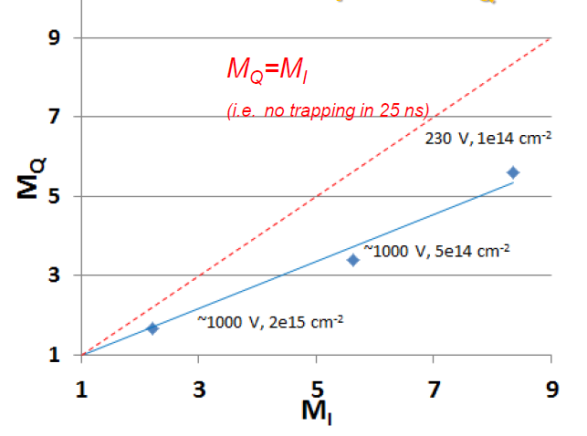 9
M_Q=M_I
(i.e. no trapping in 25 ns)
7
230 V, 1e14 cm⁻²
M_Q
5
~1000 V, 5e14 cm⁻²
3
~1000 V, 2e15 cm⁻²
1
1 3 5 7 9
M_I